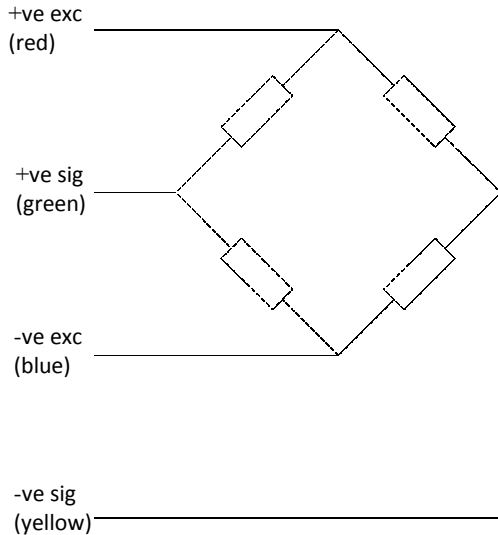 +ve exc
(red)
+ve sig
(green)
-ve exc
(blue)
-ve sig
(yellow)